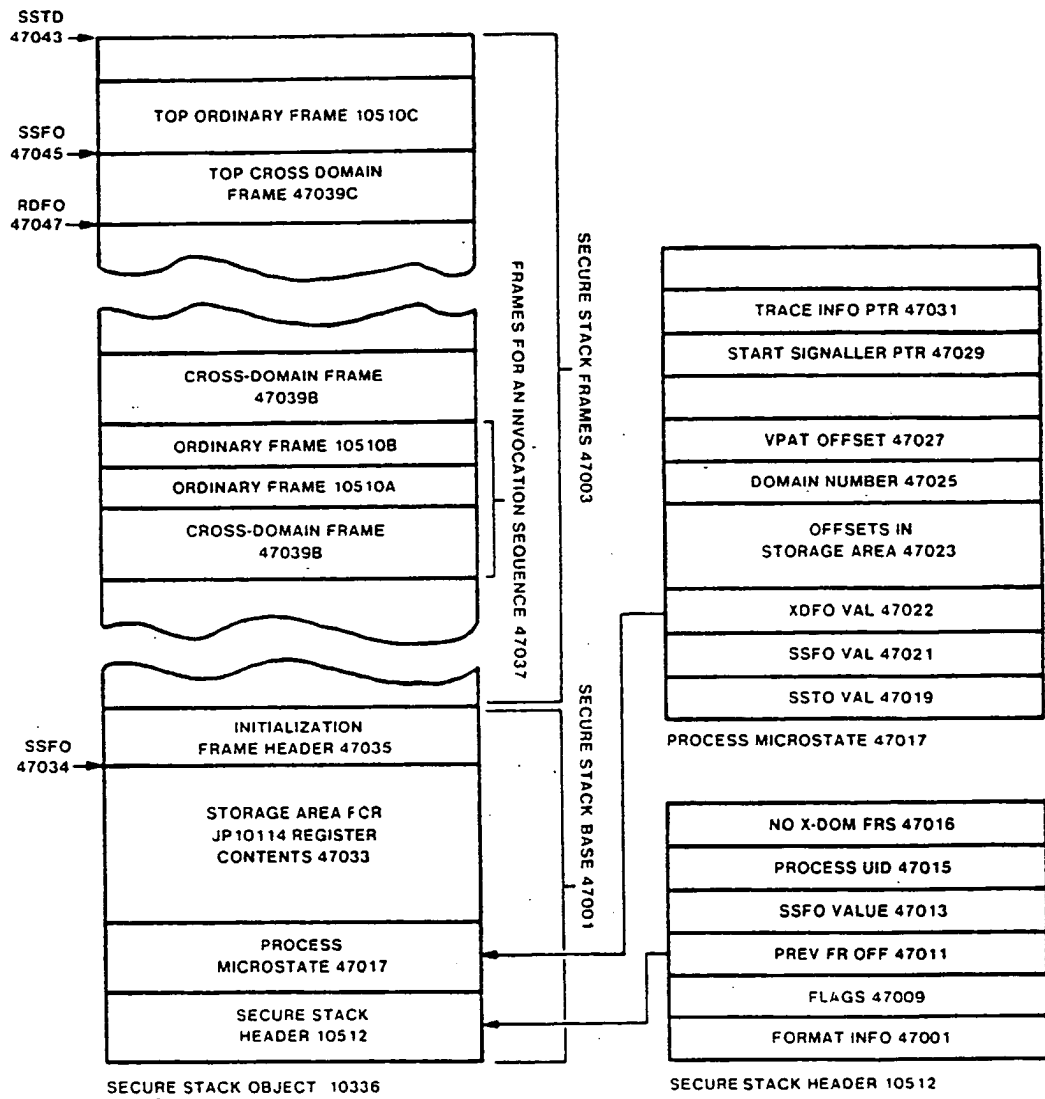 SSTD
47043
TOP ORDINARY FRAME 10510C
SSFO
47045
TOP CROSS DOMAIN
FRAME 47039C
RDFO
47047
CROSS-DOMAIN FRAME
47039B
ORDINARY FRAME 10510B
ORDINARY FRAME 10510A
CROSS-DOMAIN FRAME
47039B
FRAMES FOR AN INVOCATION SEQUENCE 47037
SECURE STACK FRAMES 47003
INITIALIZATION
FRAME HEADER 47035
SSFO
47034
STORAGE AREA FCR
JP10114 REGISTER
CONTENTS 47033
PROCESS
MICROSTATE 47017
SECURE STACK
HEADER 10512
SECURE STACK BASE 47001
SECURE STACK OBJECT 10336
TRACE INFO PTR 47031
START SIGNALLER PTR 47029
VPAT OFFSET 47027
DOMAIN NUMBER 47025
OFFSETS IN
STORAGE AREA 47023
XDFO VAL 47022
SSFO VAL 47021
SSTO VAL 47019
PROCESS MICROSTATE 47017
NO X-DOM FRS 47016
PROCESS UID 47015
SSFO VALUE 47013
PREV FR OFF 47011
FLAGS 47009
FORMAT INFO 47001
SECURE STACK HEADER 10512